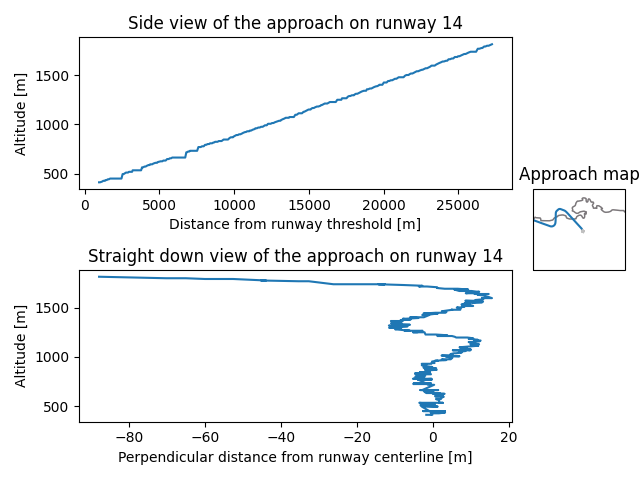 Side view of the approach on runway 14
Altitude [m]
1500
1000
500
0
5000
10000
15000
20000
25000
Distance from runway threshold [m]
Approach map
Straight down view of the approach on runway 14
Altitude [m]
1500
1000
500
−80
−60
−40
−20
0
20
Perpendicular distance from runway centerline [m]